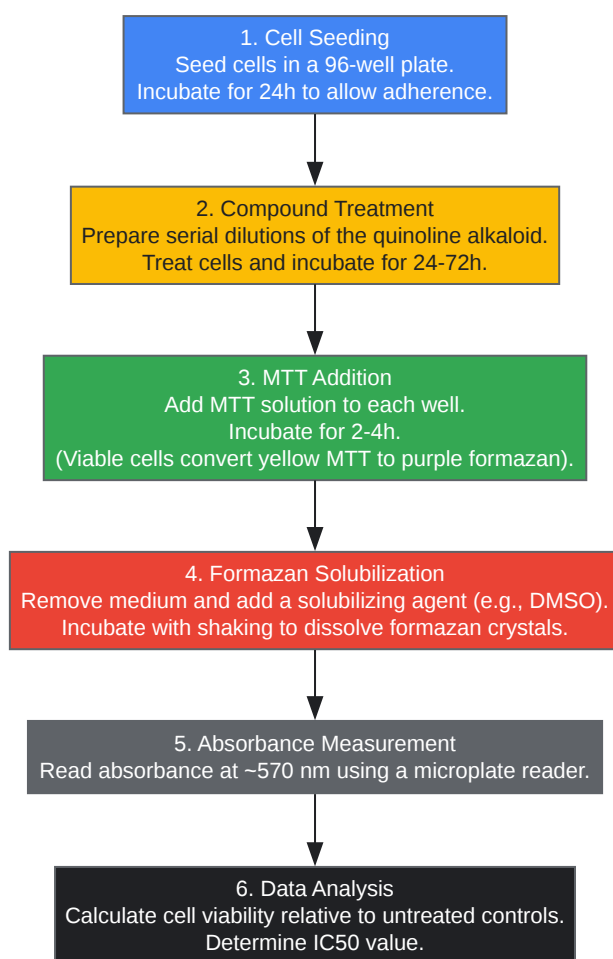 1. Cell Seeding
Seed cells in a 96-well plate.
Incubate for 24h to allow adherence.
2. Compound Treatment
Prepare serial dilutions of the quinoline alkaloid.
Treat cells and incubate for 24-72h.
3. MTT Addition
Add MTT solution to each well.
Incubate for 2-4h.
(Viable cells convert yellow MTT to purple formazan).
4. Formazan Solubilization
Remove medium and add a solubilizing agent (e.g., DMSO).
Incubate with shaking to dissolve formazan crystals.
5. Absorbance Measurement
Read absorbance at ~570 nm using a microplate reader.
6. Data Analysis
Calculate cell viability relative to untreated controls.
Determine IC50 value.